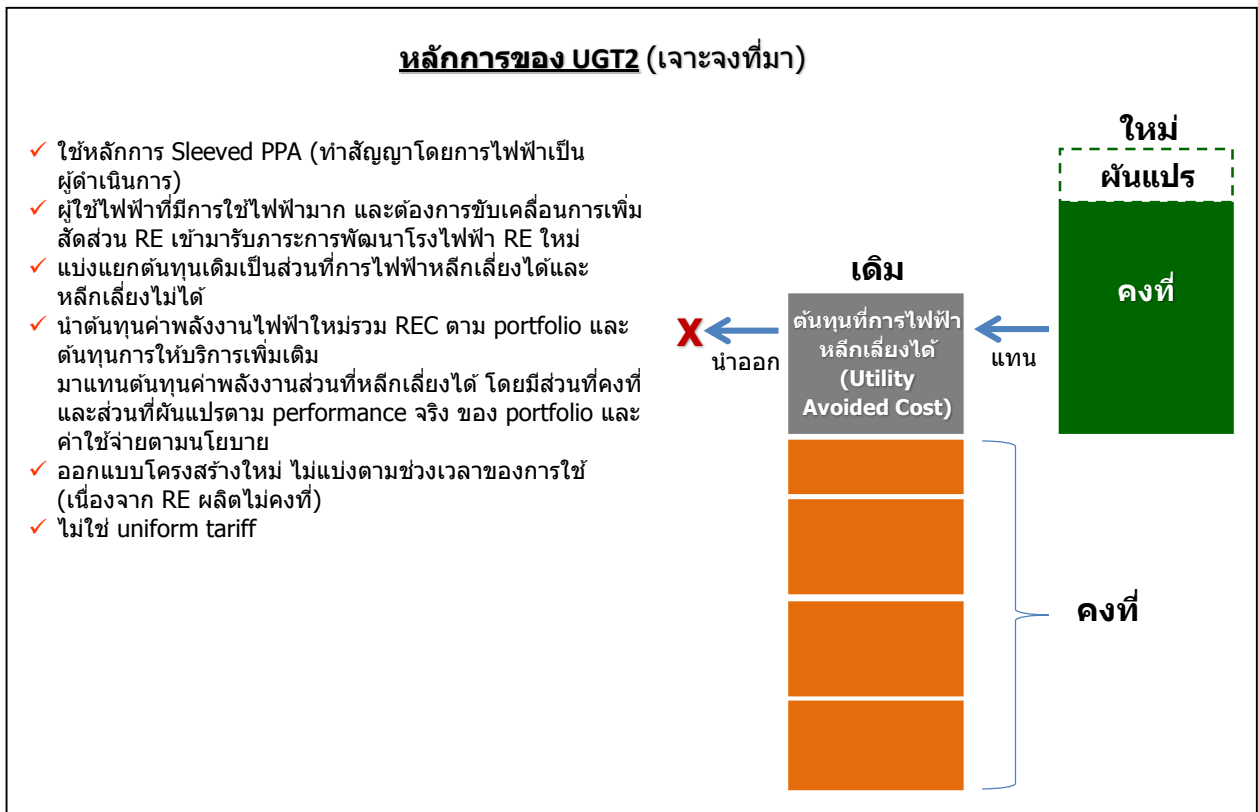 หลักการของ UGT2 (เจาะจงที่มา)
✓ ใช้หลักการ Sleeved PPA (ทำสัญญาโดยการไฟฟ้าเป็น
ผู้ดำเนินการ)
✓ ผู้ใช้ไฟฟ้าที่มีการใช้ไฟฟ้ามาก และต้องการขับเคลื่อนการเพิ่ม
สัดส่วน RE เข้ามารับภาระการพัฒนาโรงไฟฟ้า RE ใหม่
✓ แบ่งแยกต้นทุนเดิมเป็นส่วนที่การไฟฟ้าหลีกเลี่ยงได้และ
หลีกเลี่ยงไม่ได้
✓ นำต้นทุนค่าพลังงานไฟฟ้าใหม่รวม REC ตาม portfolio และ
ต้นทุนการให้บริการเพิ่มเติม
มาแทนต้นทุนค่าพลังงานส่วนที่หลีกเลี่ยงได้ โดยมีส่วนที่คงที่
และส่วนที่ผันแปรตาม performance จริง ของ portfolio และ
ค่าใช้จ่ายตามนโยบาย
✓ ออกแบบโครงสร้างใหม่ ไม่แบ่งตามช่วงเวลาของการใช้
(เนื่องจาก RE ผลิตไม่คงที่)
✓ ไม่ใช่ uniform tariff
ใหม่
ผันแปร
คงที่
เดิม
ต้นทุนที่การไฟฟ้า
หลีกเลี่ยงได้
(Utility
Avoided Cost)
X
นำออก
แทน
คงที่